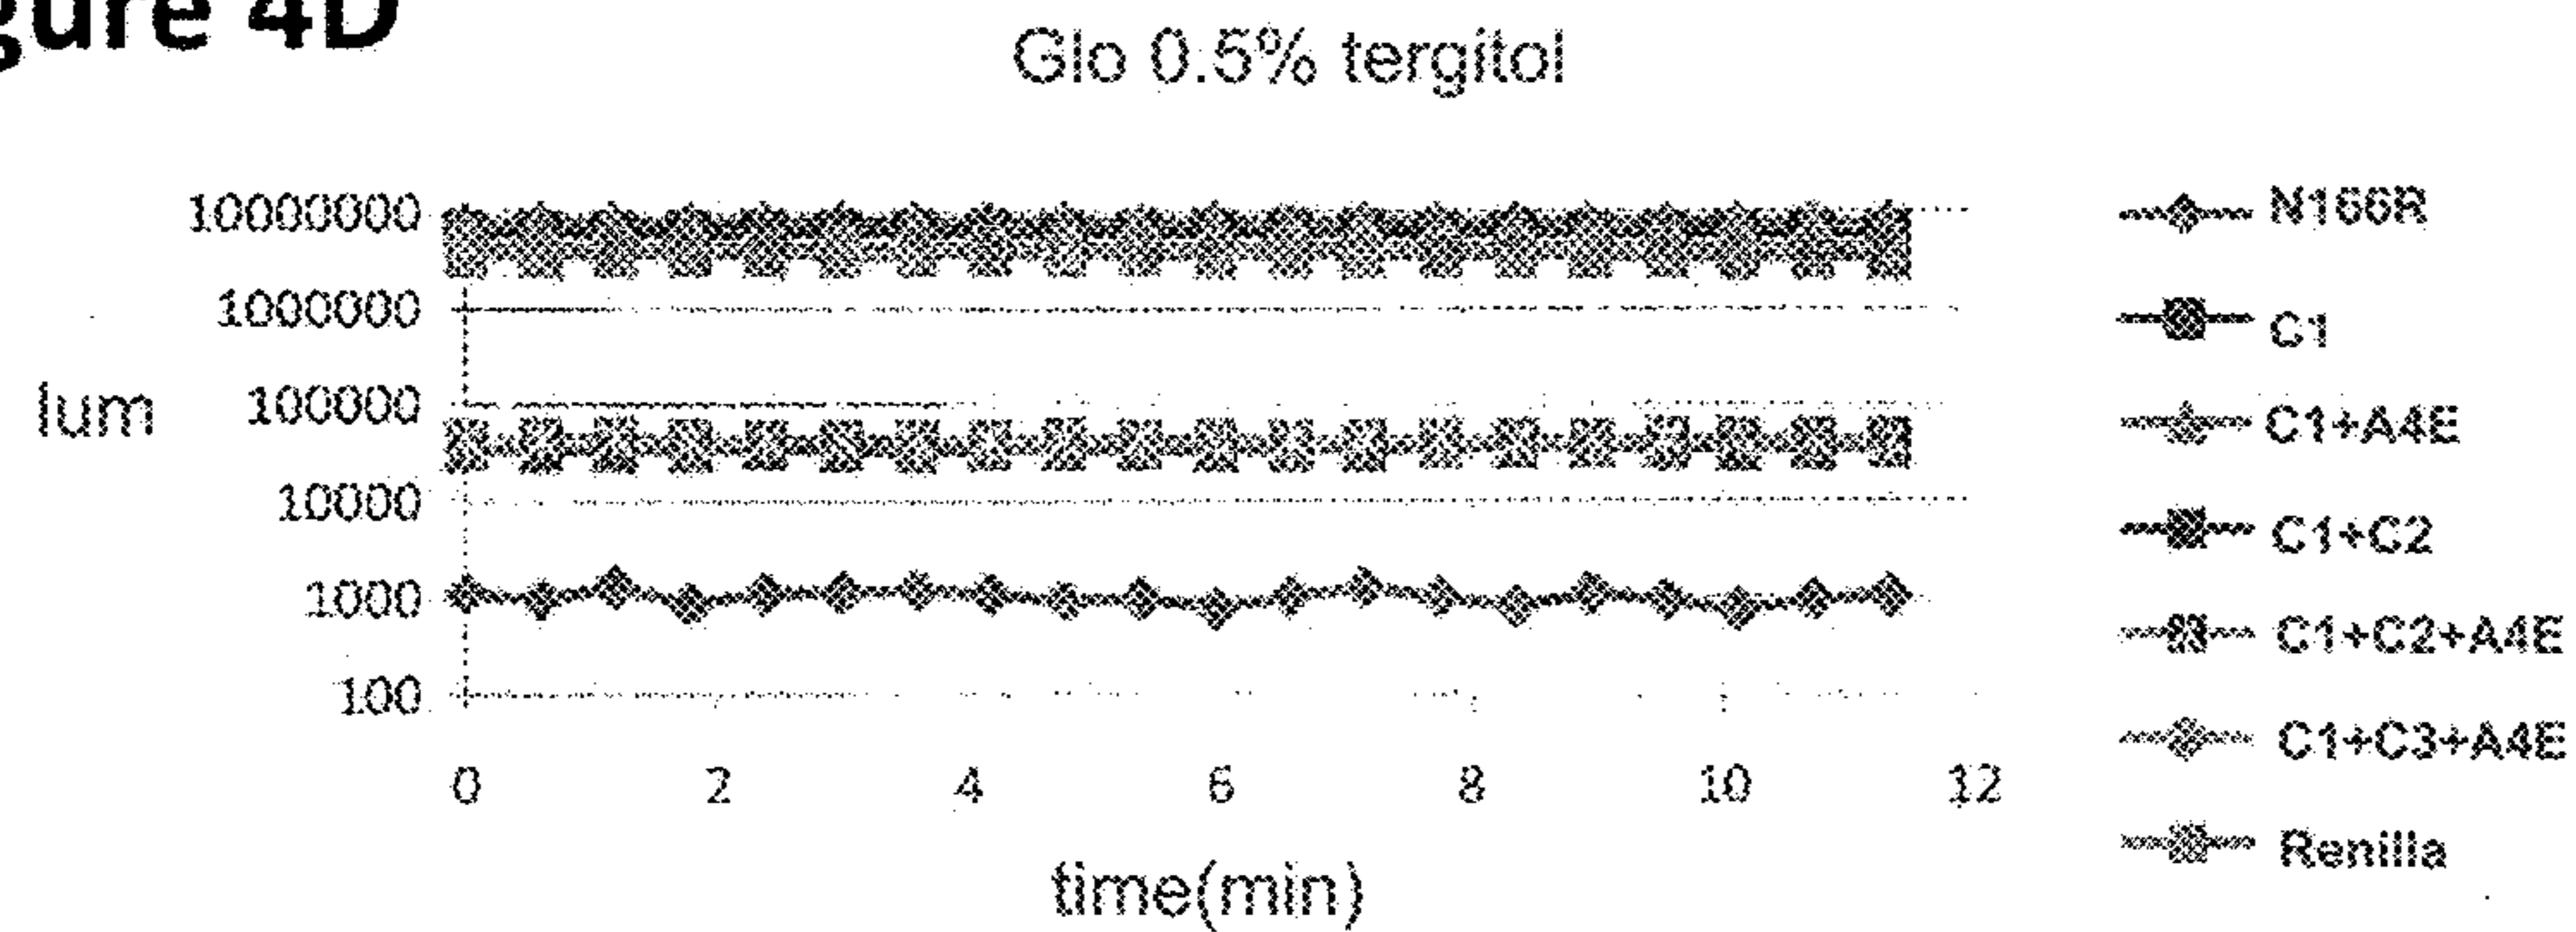 gure 4D
Glo 0.5% tergitol
10000000
1000000
100000
10000
1000
100
lum
0 2 4 6 8 10 12
time(min)
N166R
C1
C1+A4E
C1+C2
C1+C2+A4E
C1+C3+A4E
Renilla